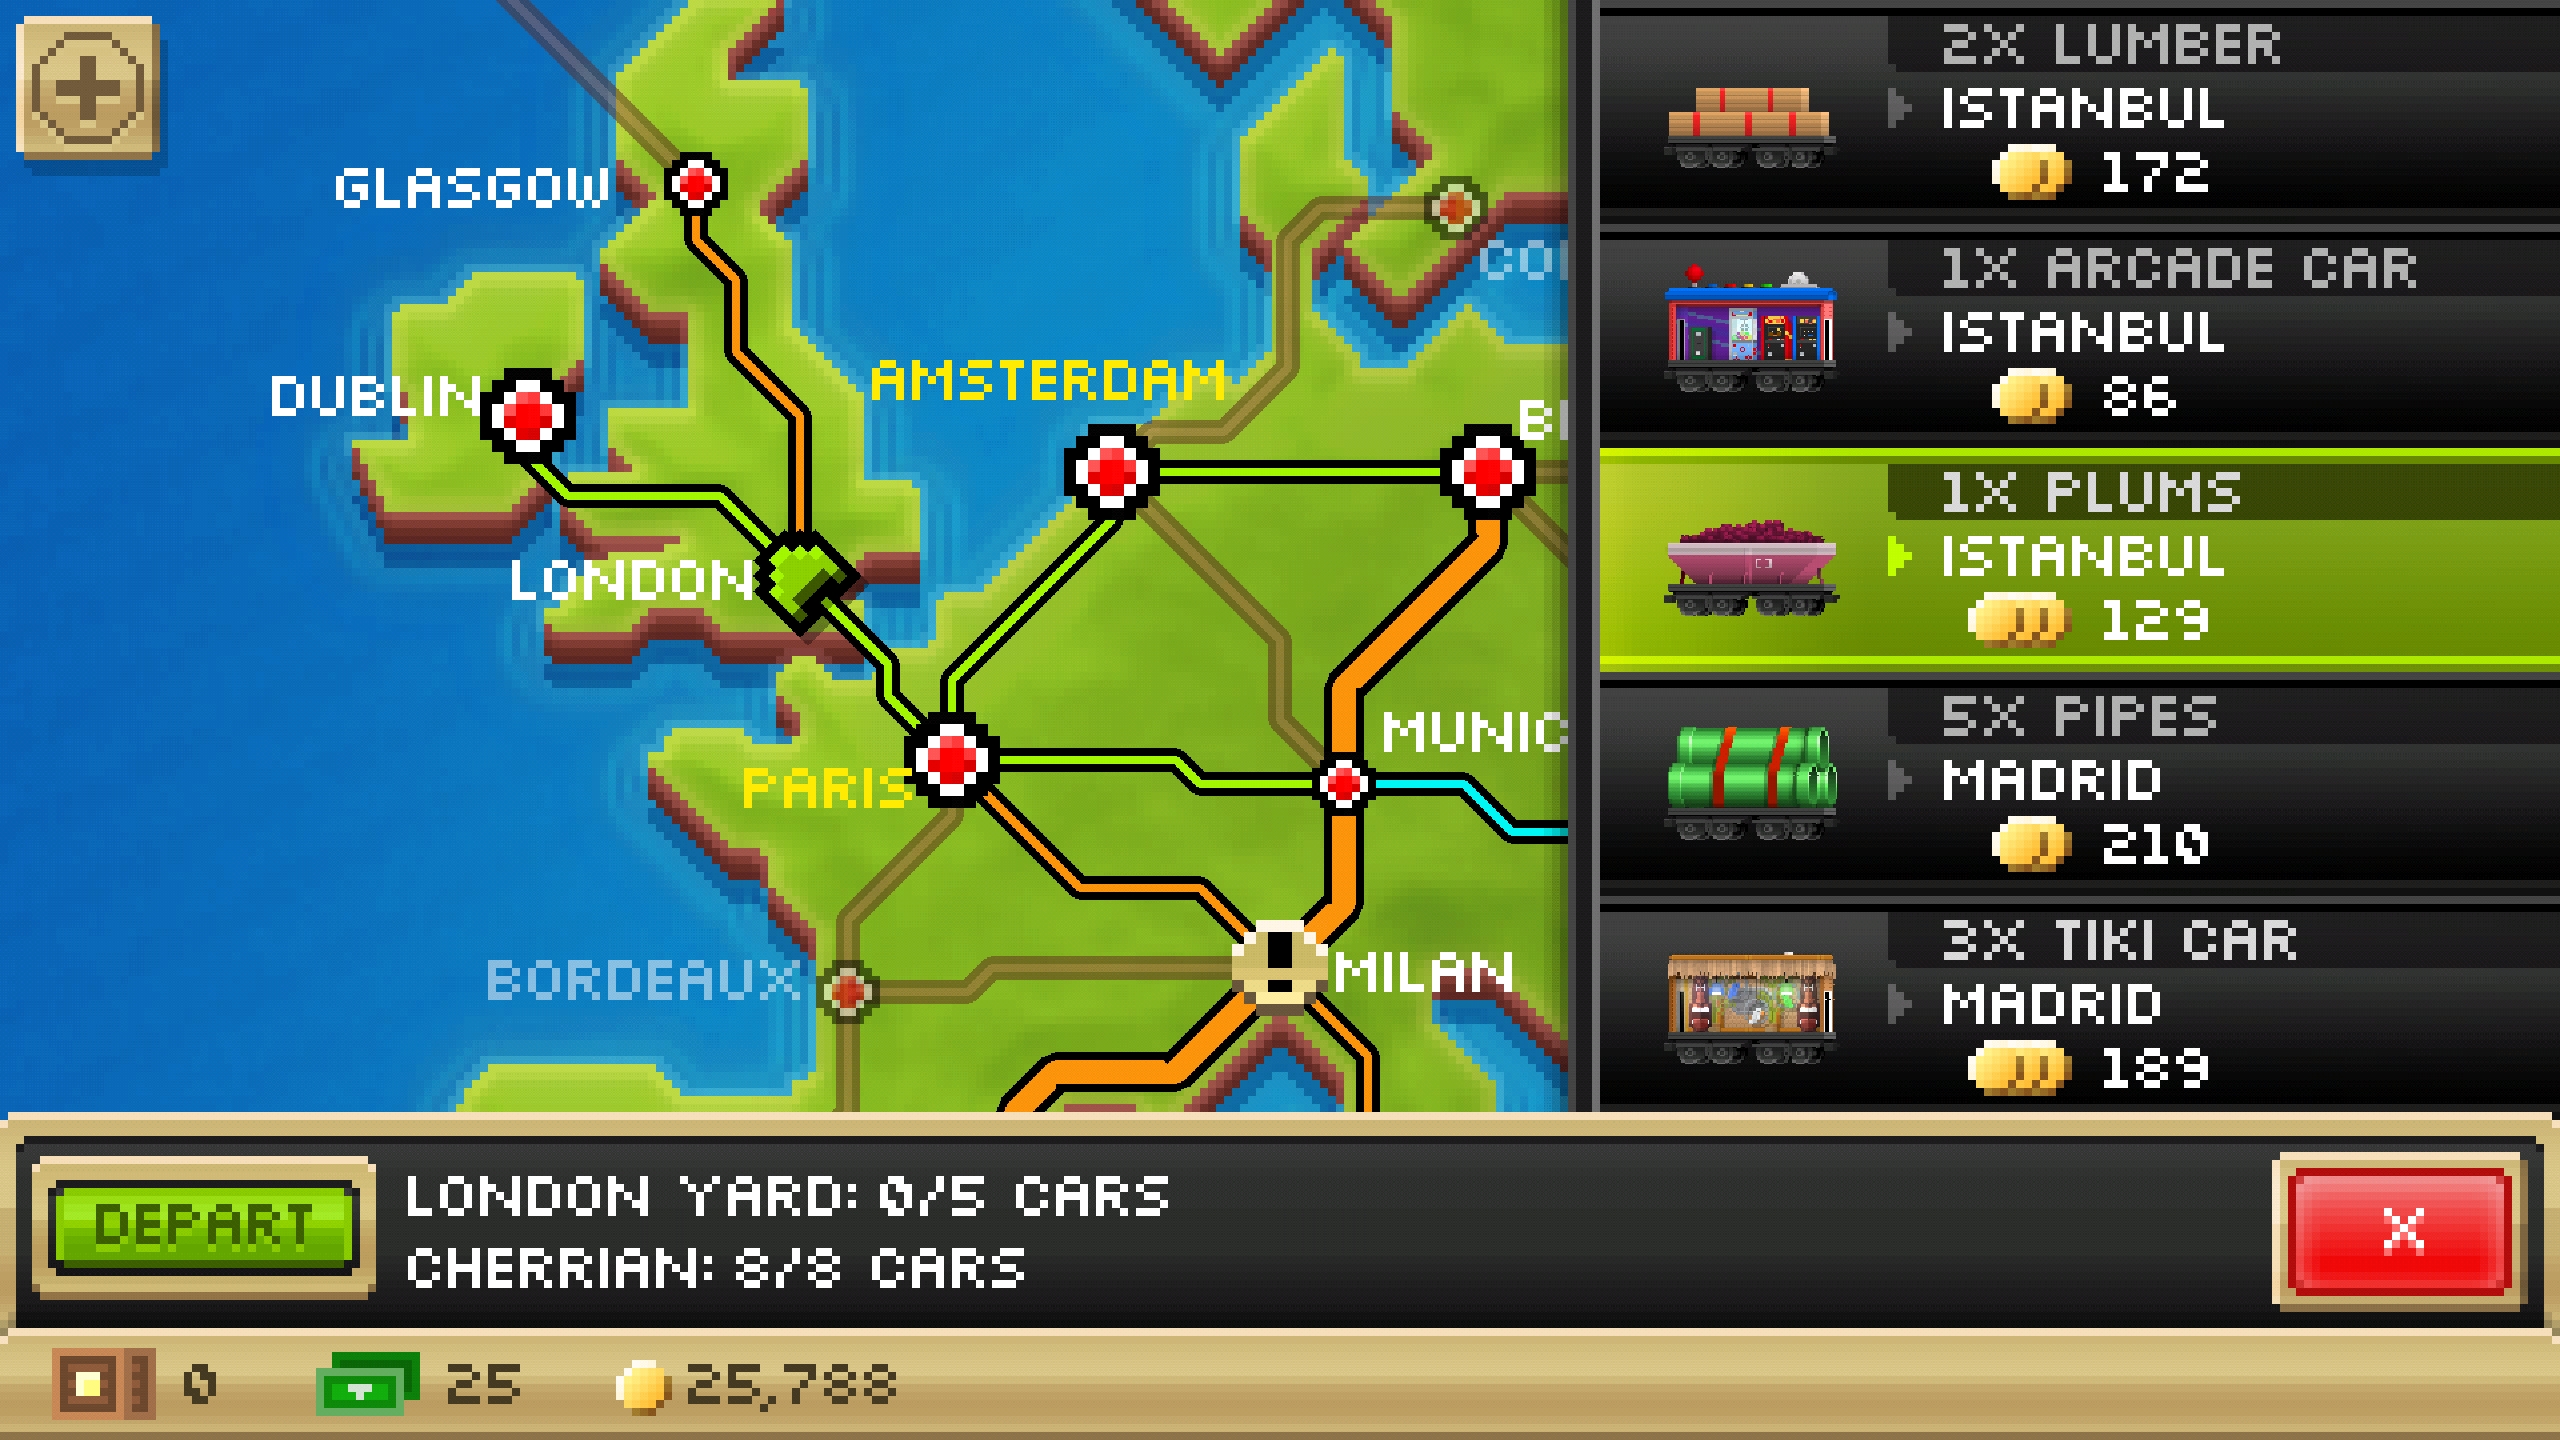 GLASGOW
DUBLIN
LONDON
AMSTERDAM
PARIS
BORDEAUX
MILAN
2X LUMBER
ISTANBUL
172
1X ARCADE CAR
ISTANBUL
86
1X PLUMS
ISTANBUL
129
5X PIPES
MADRID
210
3X TIKI CAR
MADRID
189
DEPART
LONDON YARD: 0/5 CARS
CHERRIAN: 8/8 CARS
X
0
25
25,788